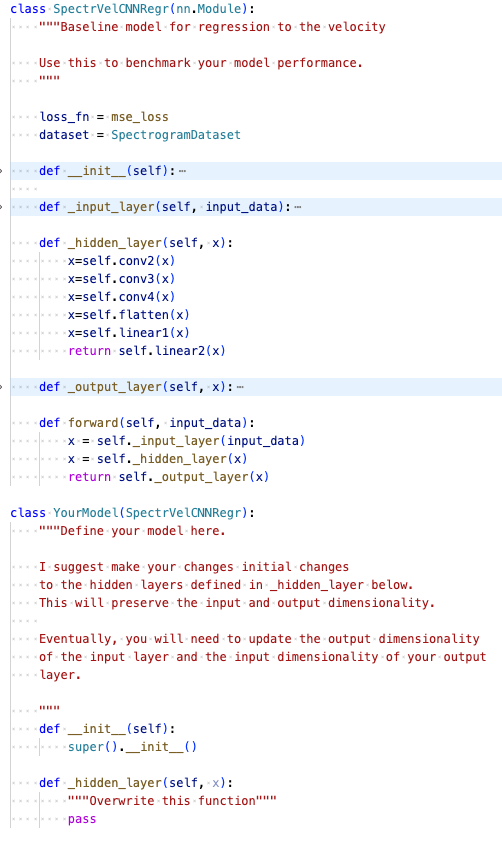 class SpectrVelCNNRegr(nn.Module):
    """Baseline model for regression to the velocity

    Use this to benchmark your model performance.
    """

    loss_fn = mse_loss
    dataset = SpectrogramDataset

    def __init__(self):⋯

    def _input_layer(self, input_data):⋯

    def _hidden_layer(self, x):
        x=self.conv2(x)
        x=self.conv3(x)
        x=self.conv4(x)
        x=self.flatten(x)
        x=self.linear1(x)
        return self.linear2(x)

    def _output_layer(self, x):⋯

    def forward(self, input_data):
        x = self._input_layer(input_data)
        x = self._hidden_layer(x)
        return self._output_layer(x)

class YourModel(SpectrVelCNNRegr):
    """Define your model here.

    I suggest make your changes initial changes
    to the hidden layers defined in _hidden_layer below.
    This will preserve the input and output dimensionality.

    Eventually, you will need to update the output dimensionality
    of the input layer and the input dimensionality of your output
    layer.

    """
    def __init__(self):
        super().__init__()

    def _hidden_layer(self, x):
        """Overwrite this function"""
        pass